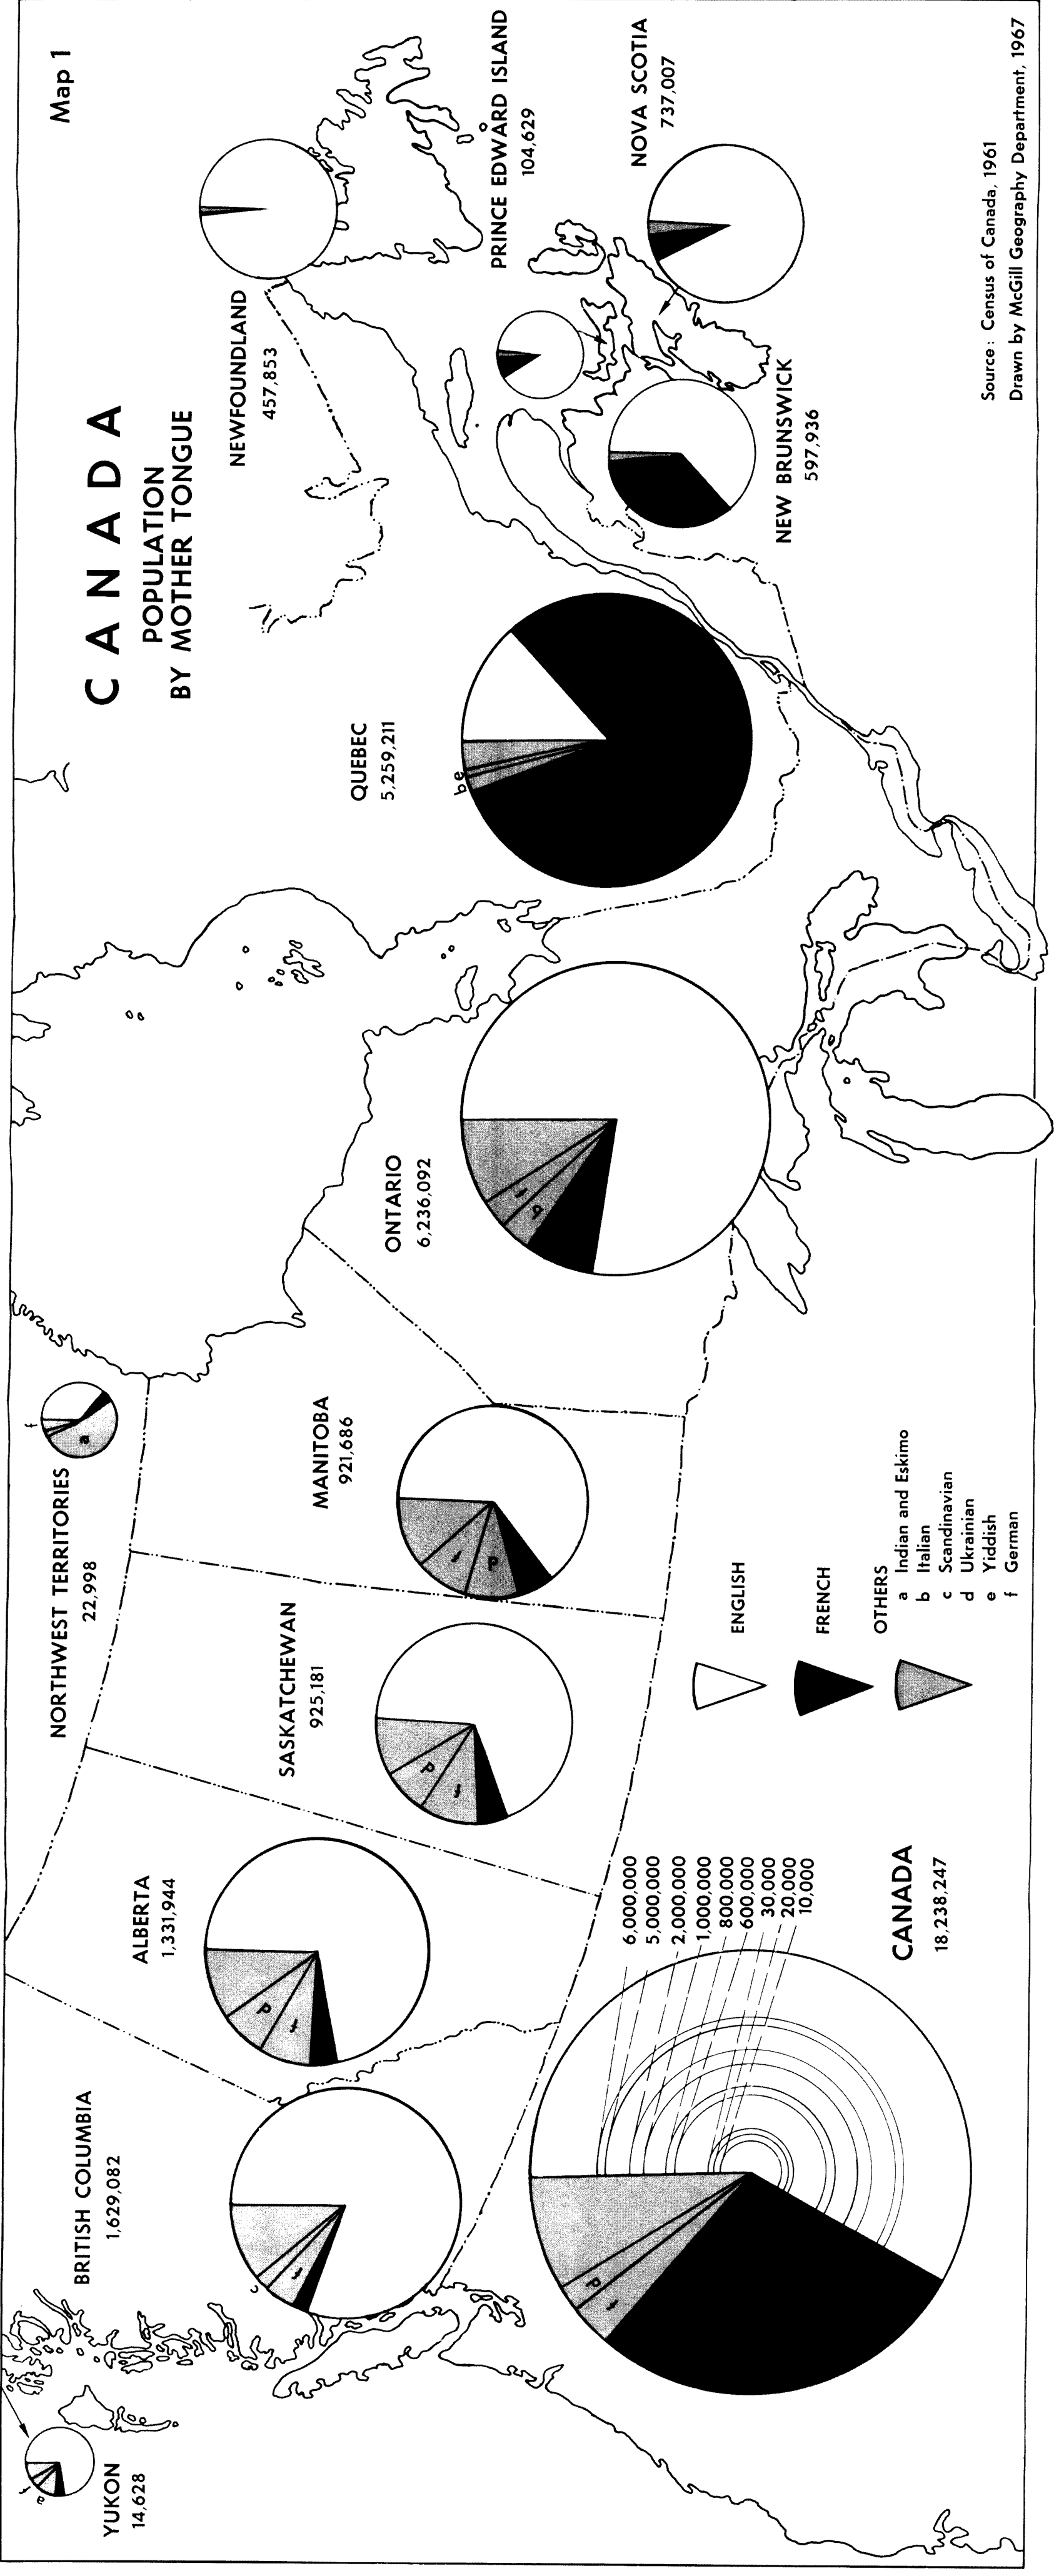 Map 1
CANADA
POPULATION
BY MOTHER TONGUE
YUKON
14,628
f
a
BRITISH COLUMBIA
1,629,082
c
f
ALBERTA
1,331,944
d
f
NORTHWEST TERRITORIES
22,998
f
a
SASKATCHEWAN
925,181
d
f
MANITOBA
921,686
f
d
ONTARIO
6,236,092
f
b
QUEBEC
5,259,211
b e
NEWFOUNDLAND
457,853
PRINCE EDWARD ISLAND
104,629
NOVA SCOTIA
737,007
NEW BRUNSWICK
597,936
6,000,000
5,000,000
2,000,000
1,000,000
800,000
600,000
30,000
20,000
10,000
d
f
CANADA
18,238,247
ENGLISH
FRENCH
OTHERS
a Indian and Eskimo
b Italian
c Scandinavian
d Ukrainian
e Yiddish
f German
Source: Census of Canada, 1961
Drawn by McGill Geography Department, 1967